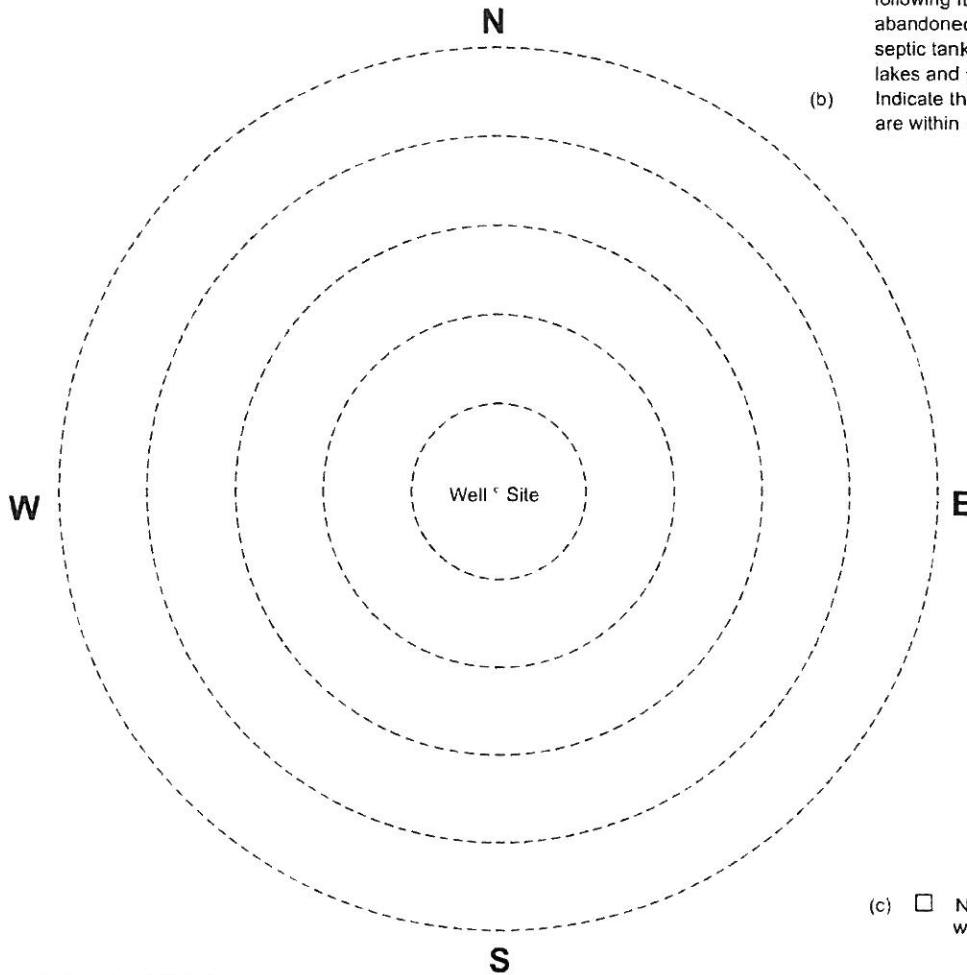 N
abandoned
septic tank
lakes and
(b) Indicate th
are within
W
Well Site
E
(c) ☐ N
w
S